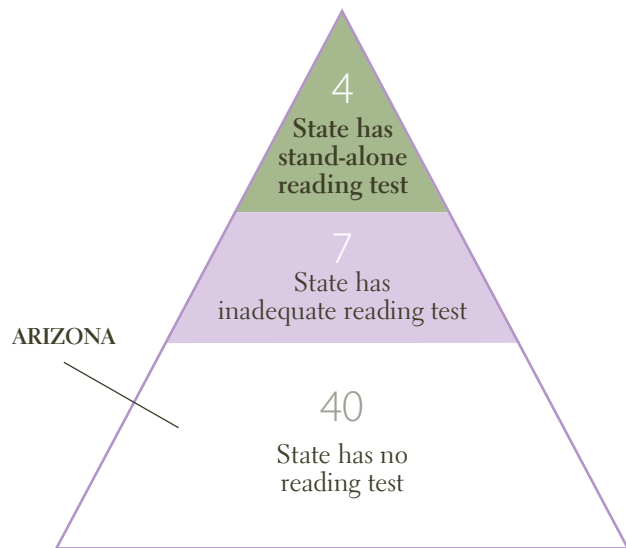 4
State has
stand-alone
reading test
7
State has
inadequate reading test
ARIZONA
40
State has no
reading test